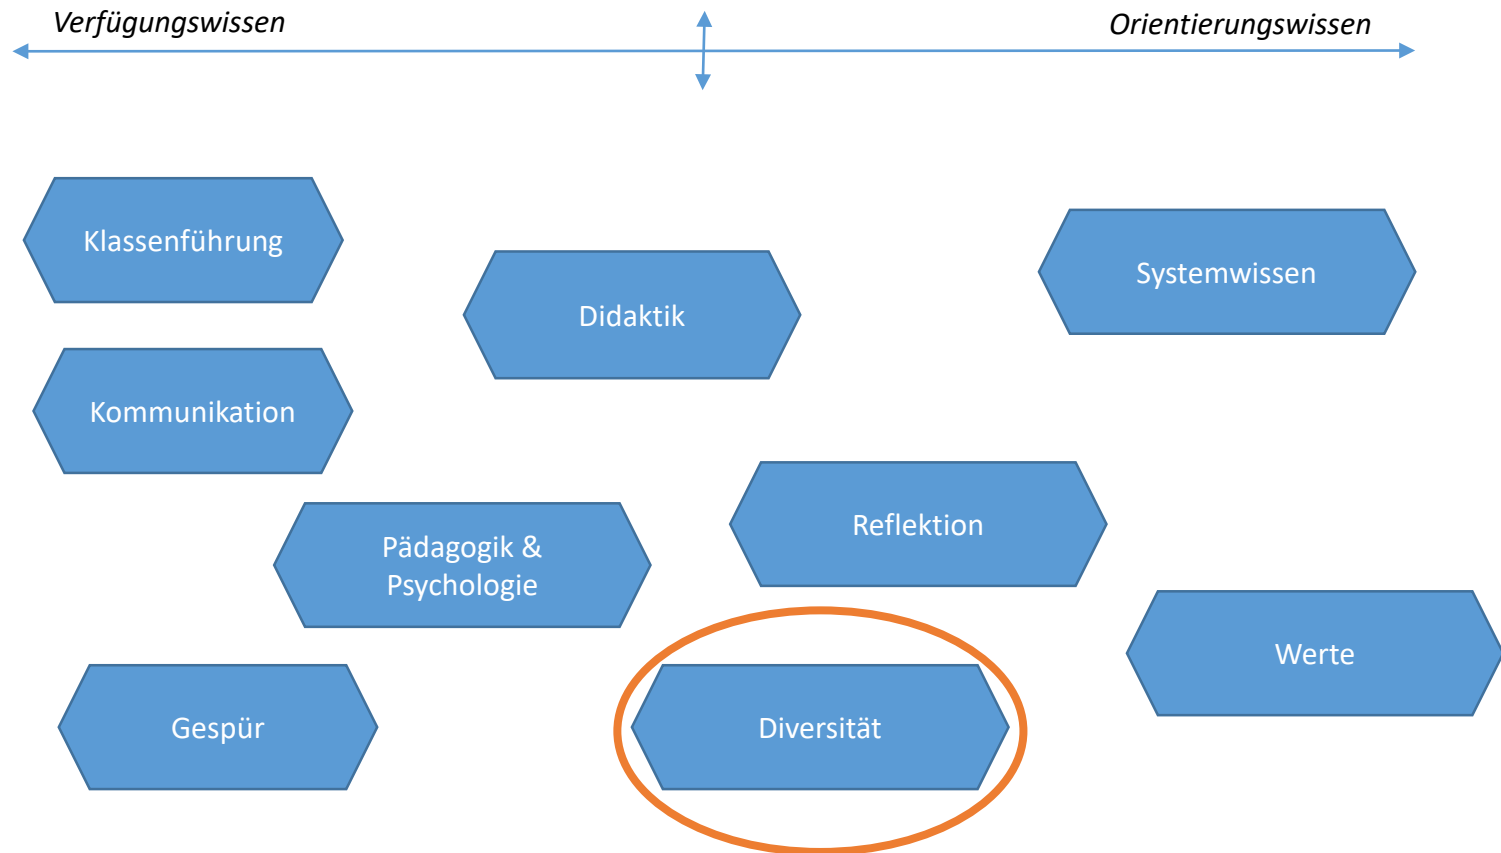 Verfügungswissen
Orientierungswissen
Klassenführung
Systemwissen
Didaktik
Kommunikation
Reflektion
Pädagogik &
Psychologie
Werte
Gespür
Diversität